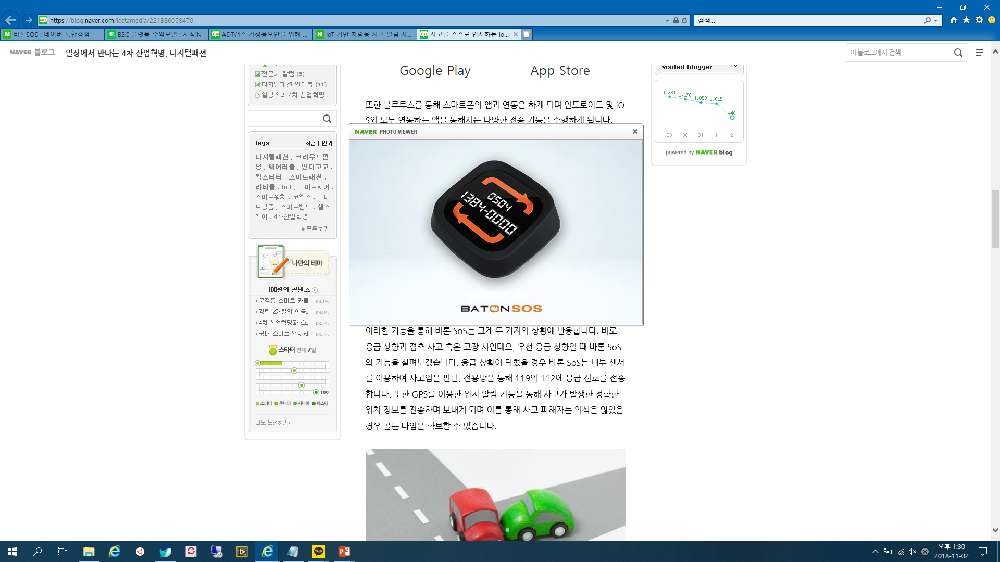 https://blog.naver.com/leetamedia/221386058470
검색...
바톤SOS : 네이버 통합검색
B2C 플랫폼 수익모델 : 지식iN
ADT캡스 가정용보안을 위해 ...
IoT 기반 차량용 사고 알림 자...
사고를 스스로 인지하는 Io...
NAVER 블로그
일상에서 만나는 4차 산업혁명, 디지털패션
이 블로그에서 검색
전문가 칼럼 (5)
디지털패션 인터뷰 (11)
일상속의 4차 산업혁명
tags
최근 | 인기
디지털패션 , 크라우드펀
딩 , 웨어러블 , 인디고고 ,
킥스타터 , 스마트패션 ,
리타몰 , IoT , 스마트웨어 ,
스마트워치 , 코엑스 , 스마
트상품 , 스마트밴드 , 헬스
케어 , 4차산업혁명
모두보기
나만의 테마
100편의 콘텐츠
문정동 스마트 카페.. 09.19.
경력 2개월의 인공.. 09.04.
4차 산업혁명과 스.. 08.24.
국내 스마트 액세서.. 08.22.
스타터 연재 7일
100
스타터 주니어 시니어 마스터
나도 도전하기
Google Play
App Store
또한 블루투스를 통해 스마트폰의 앱과 연동을 하게 되며 안드로이드 및 iO
S와 모두 연동하는 앱을 통해서는 다양한 전송 기능을 수행하게 됩니다.
NAVER PHOTO VIEWER
0504
1384-0000
BATONSOS
이러한 기능을 통해 바톤 SoS는 크게 두 가지의 상황에 반응합니다. 바로
응급 상황과 접촉 사고 혹은 고장 시인데요, 우선 응급 상황일 때 바톤 SoS
의 기능을 살펴보겠습니다. 응급 상황이 닥쳤을 경우 바톤 SoS는 내부 센서
를 이용하여 사고임을 판단, 전용망을 통해 119와 112에 응급 신호를 전송
합니다. 또한 GPS를 이용한 위치 알림 기능을 통해 사고가 발생한 정확한
위치 정보를 전송하며 보내게 되며 이를 통해 사고 피해자는 의식을 잃었을
경우 골든 타임을 확보할 수 있습니다.
visited blogger
1,281
1,176
1,050
1,015
448
29 30 31 1 2
powered by NAVER blog
TALK
오후 1:30
2018-11-02